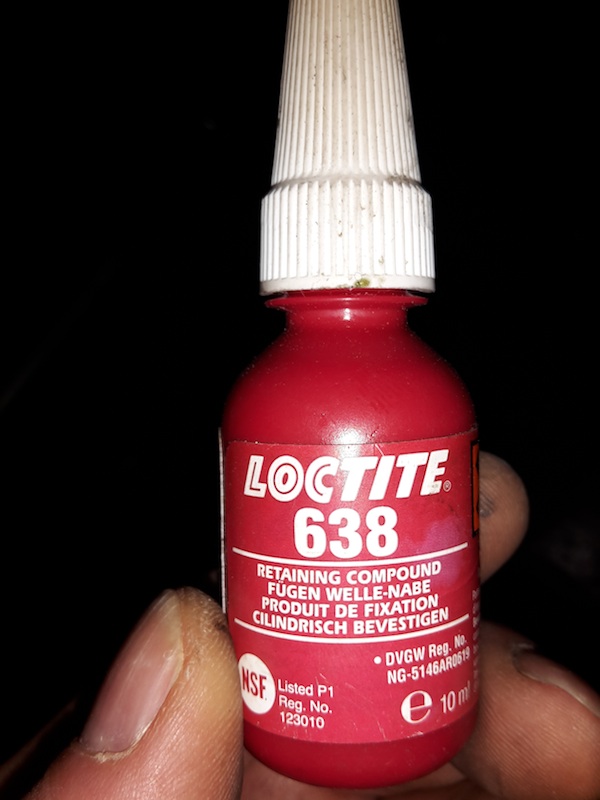 LOCTITE®
638
RETAINING COMPOUND
FÜGEN WELLE-NABE
PRODUIT DE FIXATION
CILINDRISCH BEVESTIGEN
• DVGW Reg. No.
NG-5146AR0619
NSF
Listed P1
Reg. No.
123010
e 10 ml